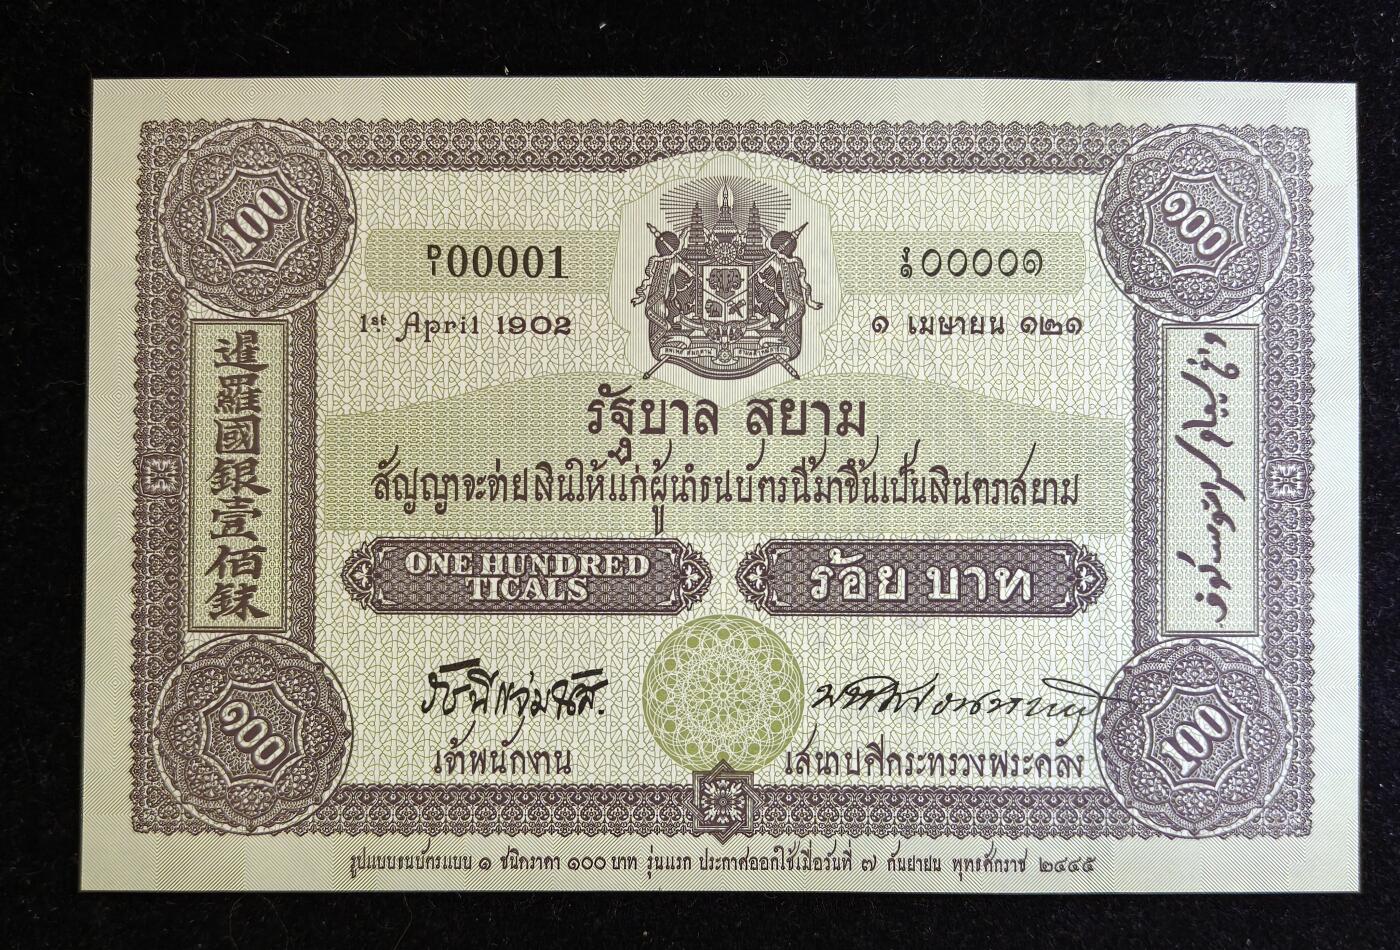 100
๑๐๐
D/1 00001
ง/๑ ๐๐๐๐๑
1st April 1902
๑ เมษายน ๑๒๑
รัฐบาล สยาม
สัญญาจะจ่ายเงินให้แก่ผู้นำธนบัตรนี้มาขึ้นเป็นเงินตราสยาม
ONE HUNDRED
TICALS
ร้อย บาท
暹羅國銀壹佰銖
เจ้าพนักงาน
เสนาบดีกระทรวงพระคลัง
๑๐๐
100
รูปแบบธนบัตรแบบ ๑ ชนิดราคา ๑๐๐ บาท รุ่นแรก ประกาศออกใช้เมื่อวันที่ ๗ กันยายน พุทธศักราช ๒๔๔๕